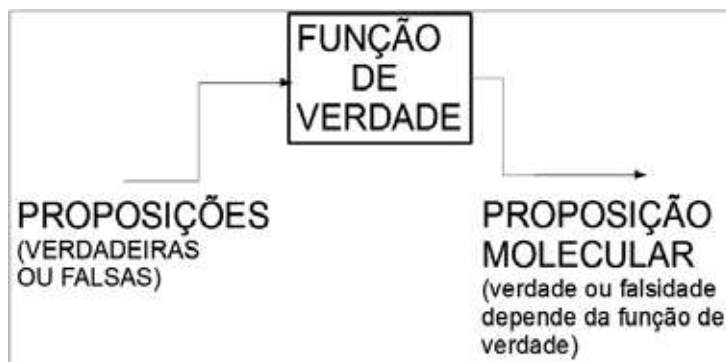 FUNÇÃO
DE
VERDADE
PROPOSIÇÕES
(VERDADEIRAS
OU FALSAS)
PROPOSIÇÃO
MOLECULAR
(verdade ou falsidade
depende da função de
verdade)